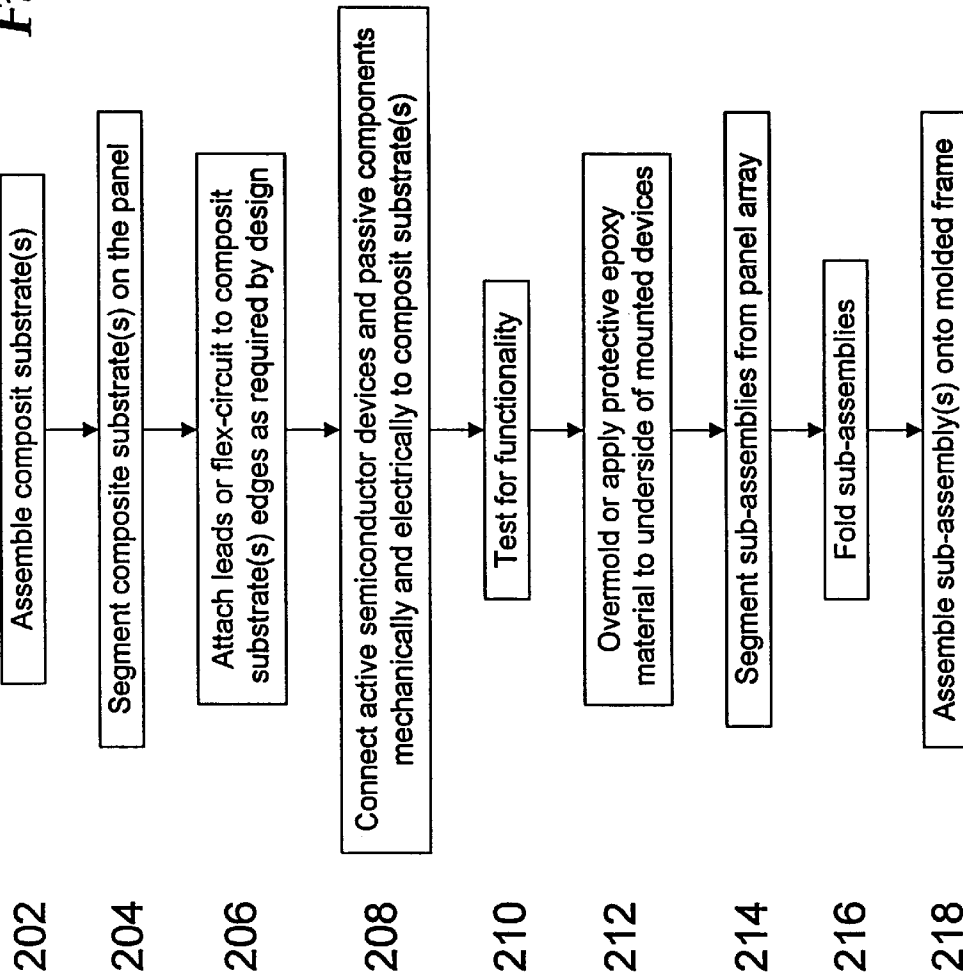 202
Assemble composit substrate(s)
204
Segment composite substrate(s) on the panel
206
Attach leads or flex-circuit to composit
substrate(s) edges as required by design
208
Connect active semiconductor devices and passive components
mechanically and electrically to composit substrate(s)
210
Test for functionality
212
Overmold or apply protective epoxy
material to underside of mounted devices
214
Segment sub-assemblies from panel array
216
Fold sub-assemblies
218
Assemble sub-assembly(s) onto molded frame